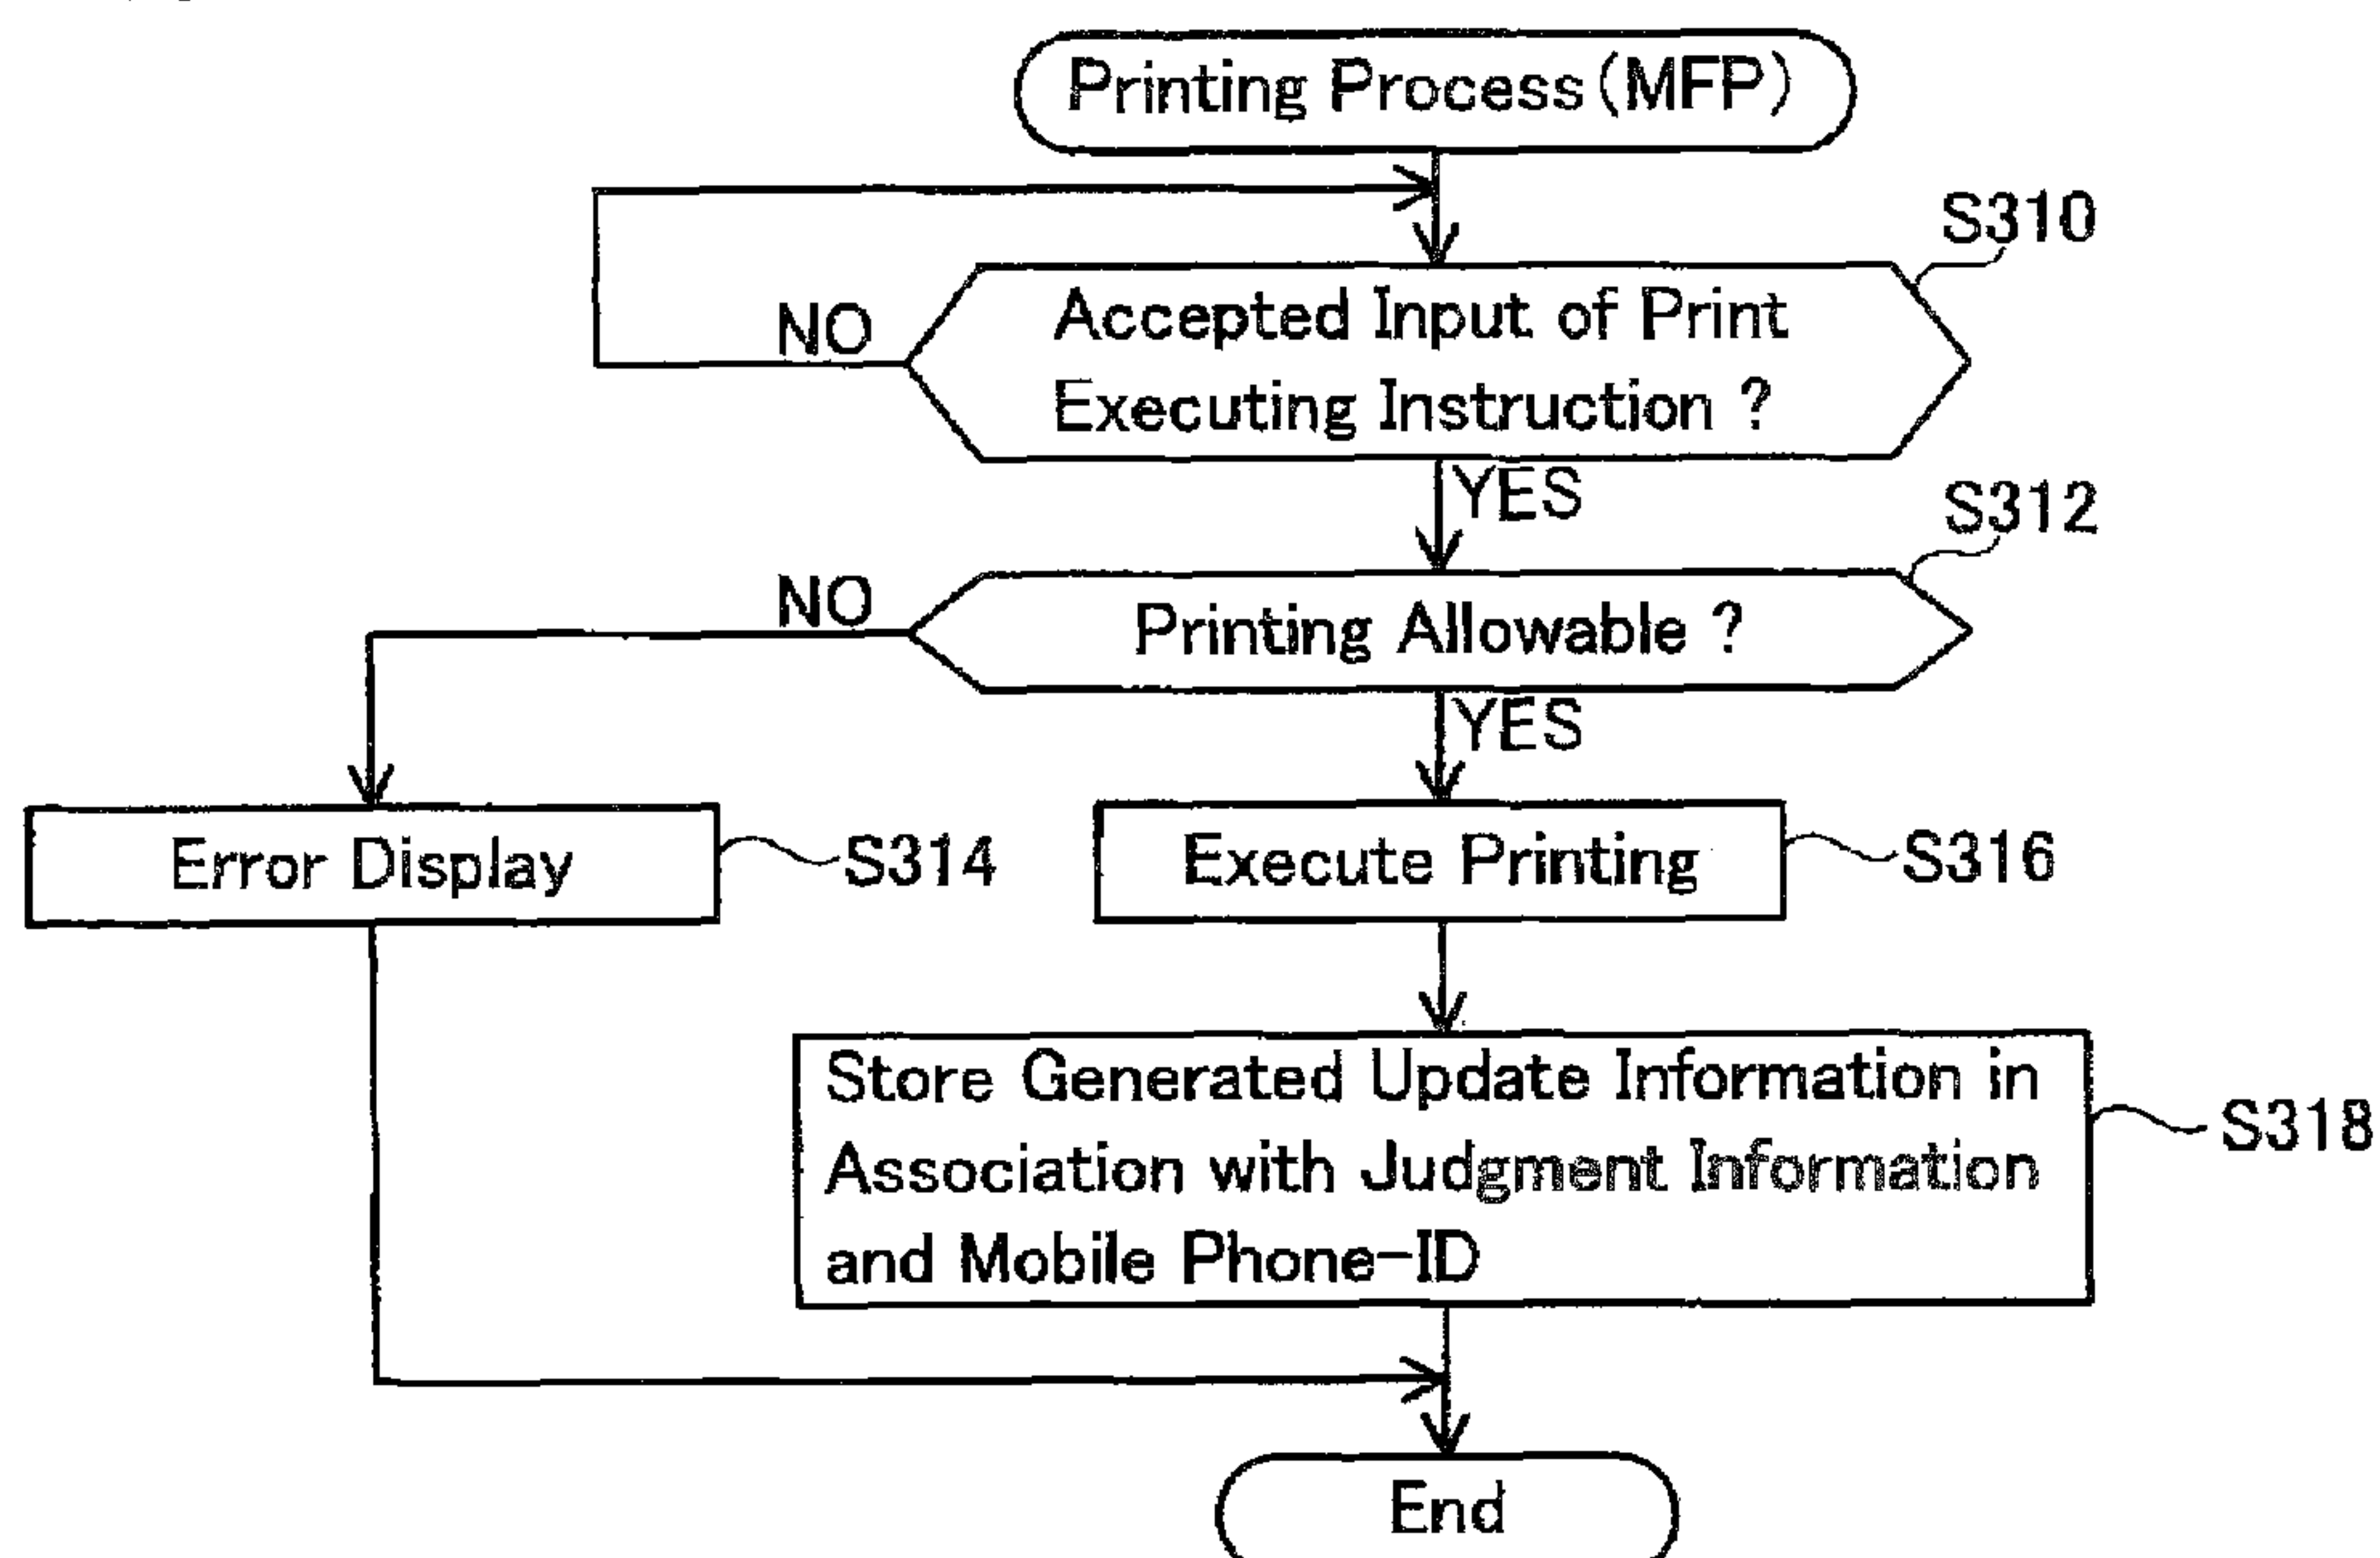 Printing Process (MFP)
S310
NO
Accepted Input of Print
Executing Instruction ?
YES
S312
NO
Printing Allowable ?
YES
Error Display
S314
Execute Printing
S316
Store Generated Update Information in
Association with Judgment Information
and Mobile Phone-ID
S318
End